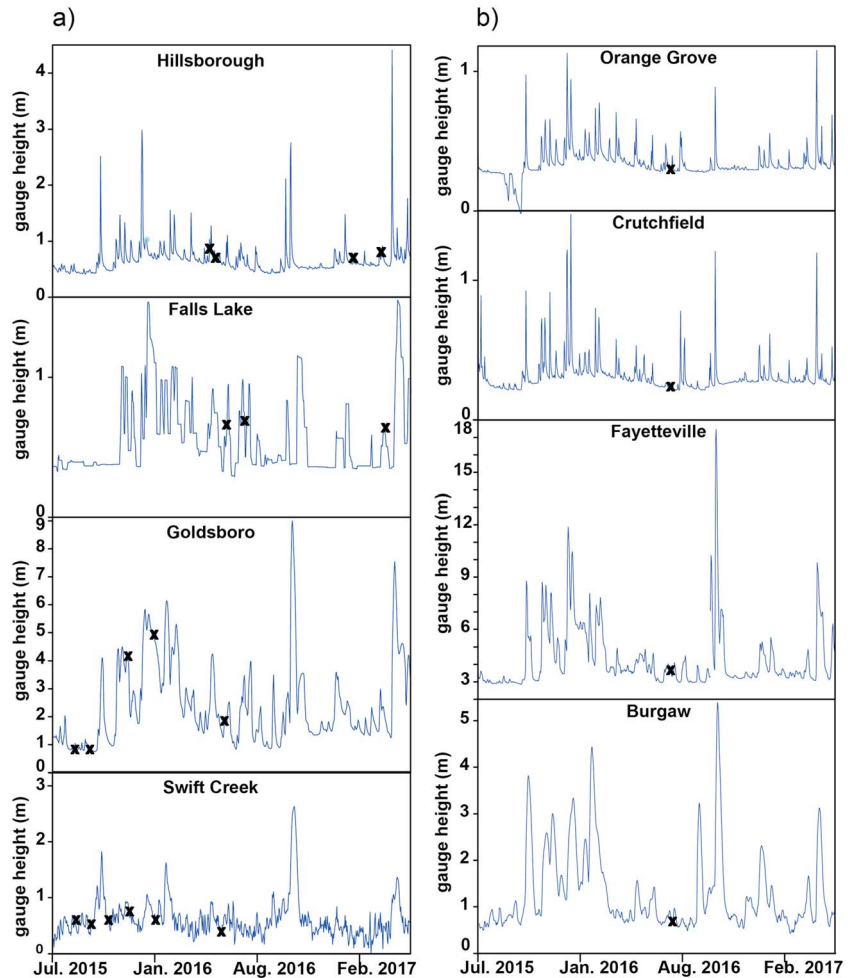 a)
Hillsborough
gauge height (m)
4
3
2
1
0
Falls Lake
gauge height (m)
1
0
Goldsboro
gauge height (m)
9
8
7
6
5
4
3
2
1
0
Swift Creek
gauge height (m)
3
2
1
0
Jul. 2015 Jan. 2016 Aug. 2016 Feb. 2017
b)
Orange Grove
gauge height (m)
1
0
Crutchfield
gauge height (m)
1
0
Fayetteville
gauge height (m)
18
15
12
9
6
3
Burgaw
gauge height (m)
5
4
3
2
1
0
Jul. 2015 Jan. 2016 Aug. 2016 Feb. 2017